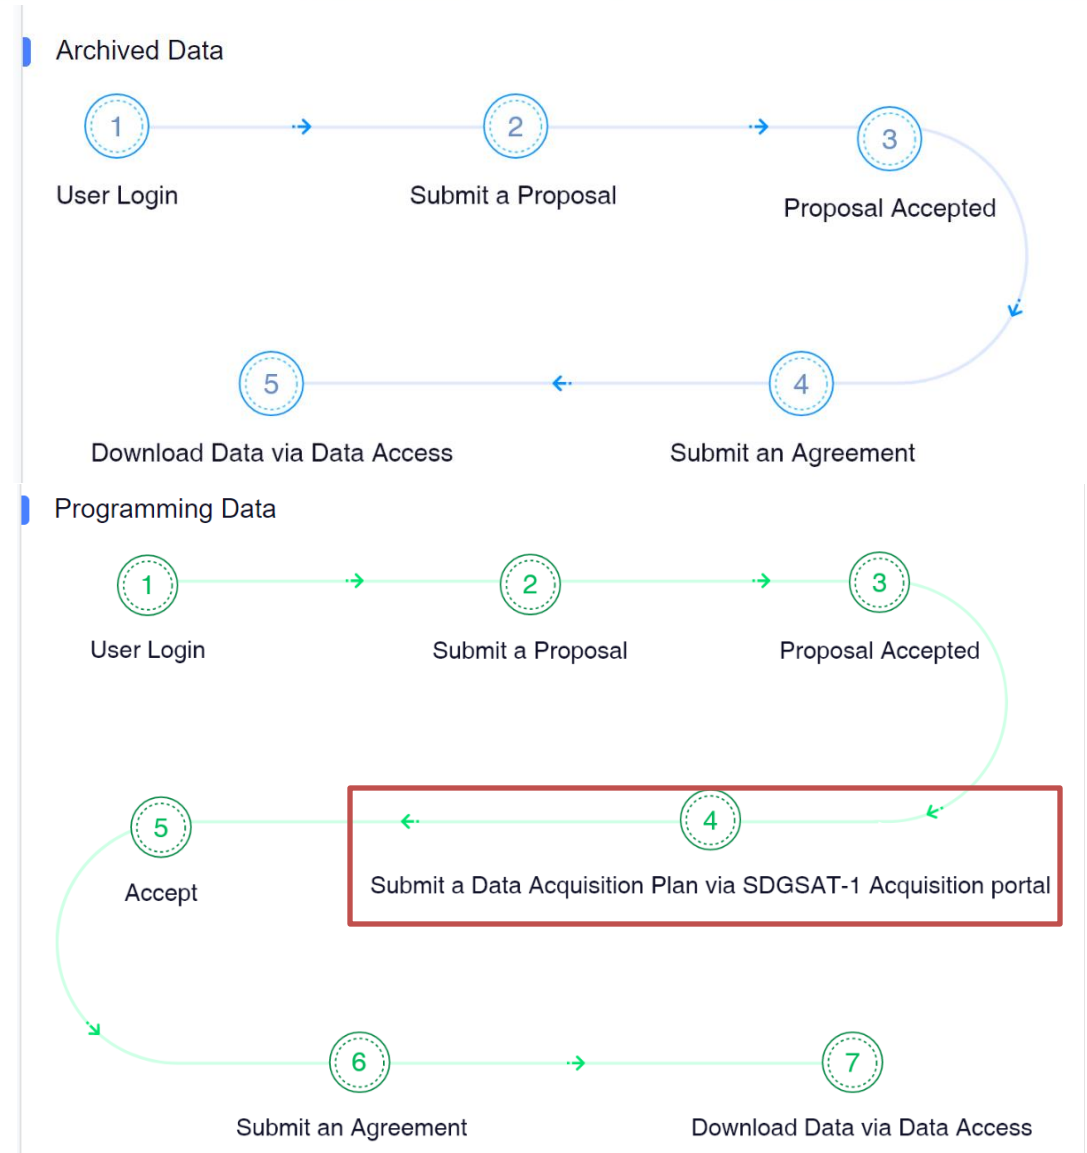 Archived Data
1
2
3
User Login
Submit a Proposal
Proposal Accepted
5
4
Download Data via Data Access
Submit an Agreement
Programming Data
1
2
3
User Login
Submit a Proposal
Proposal Accepted
5
4
Accept
Submit a Data Acquisition Plan via SDGSAT-1 Acquisition portal
6
7
Submit an Agreement
Download Data via Data Access